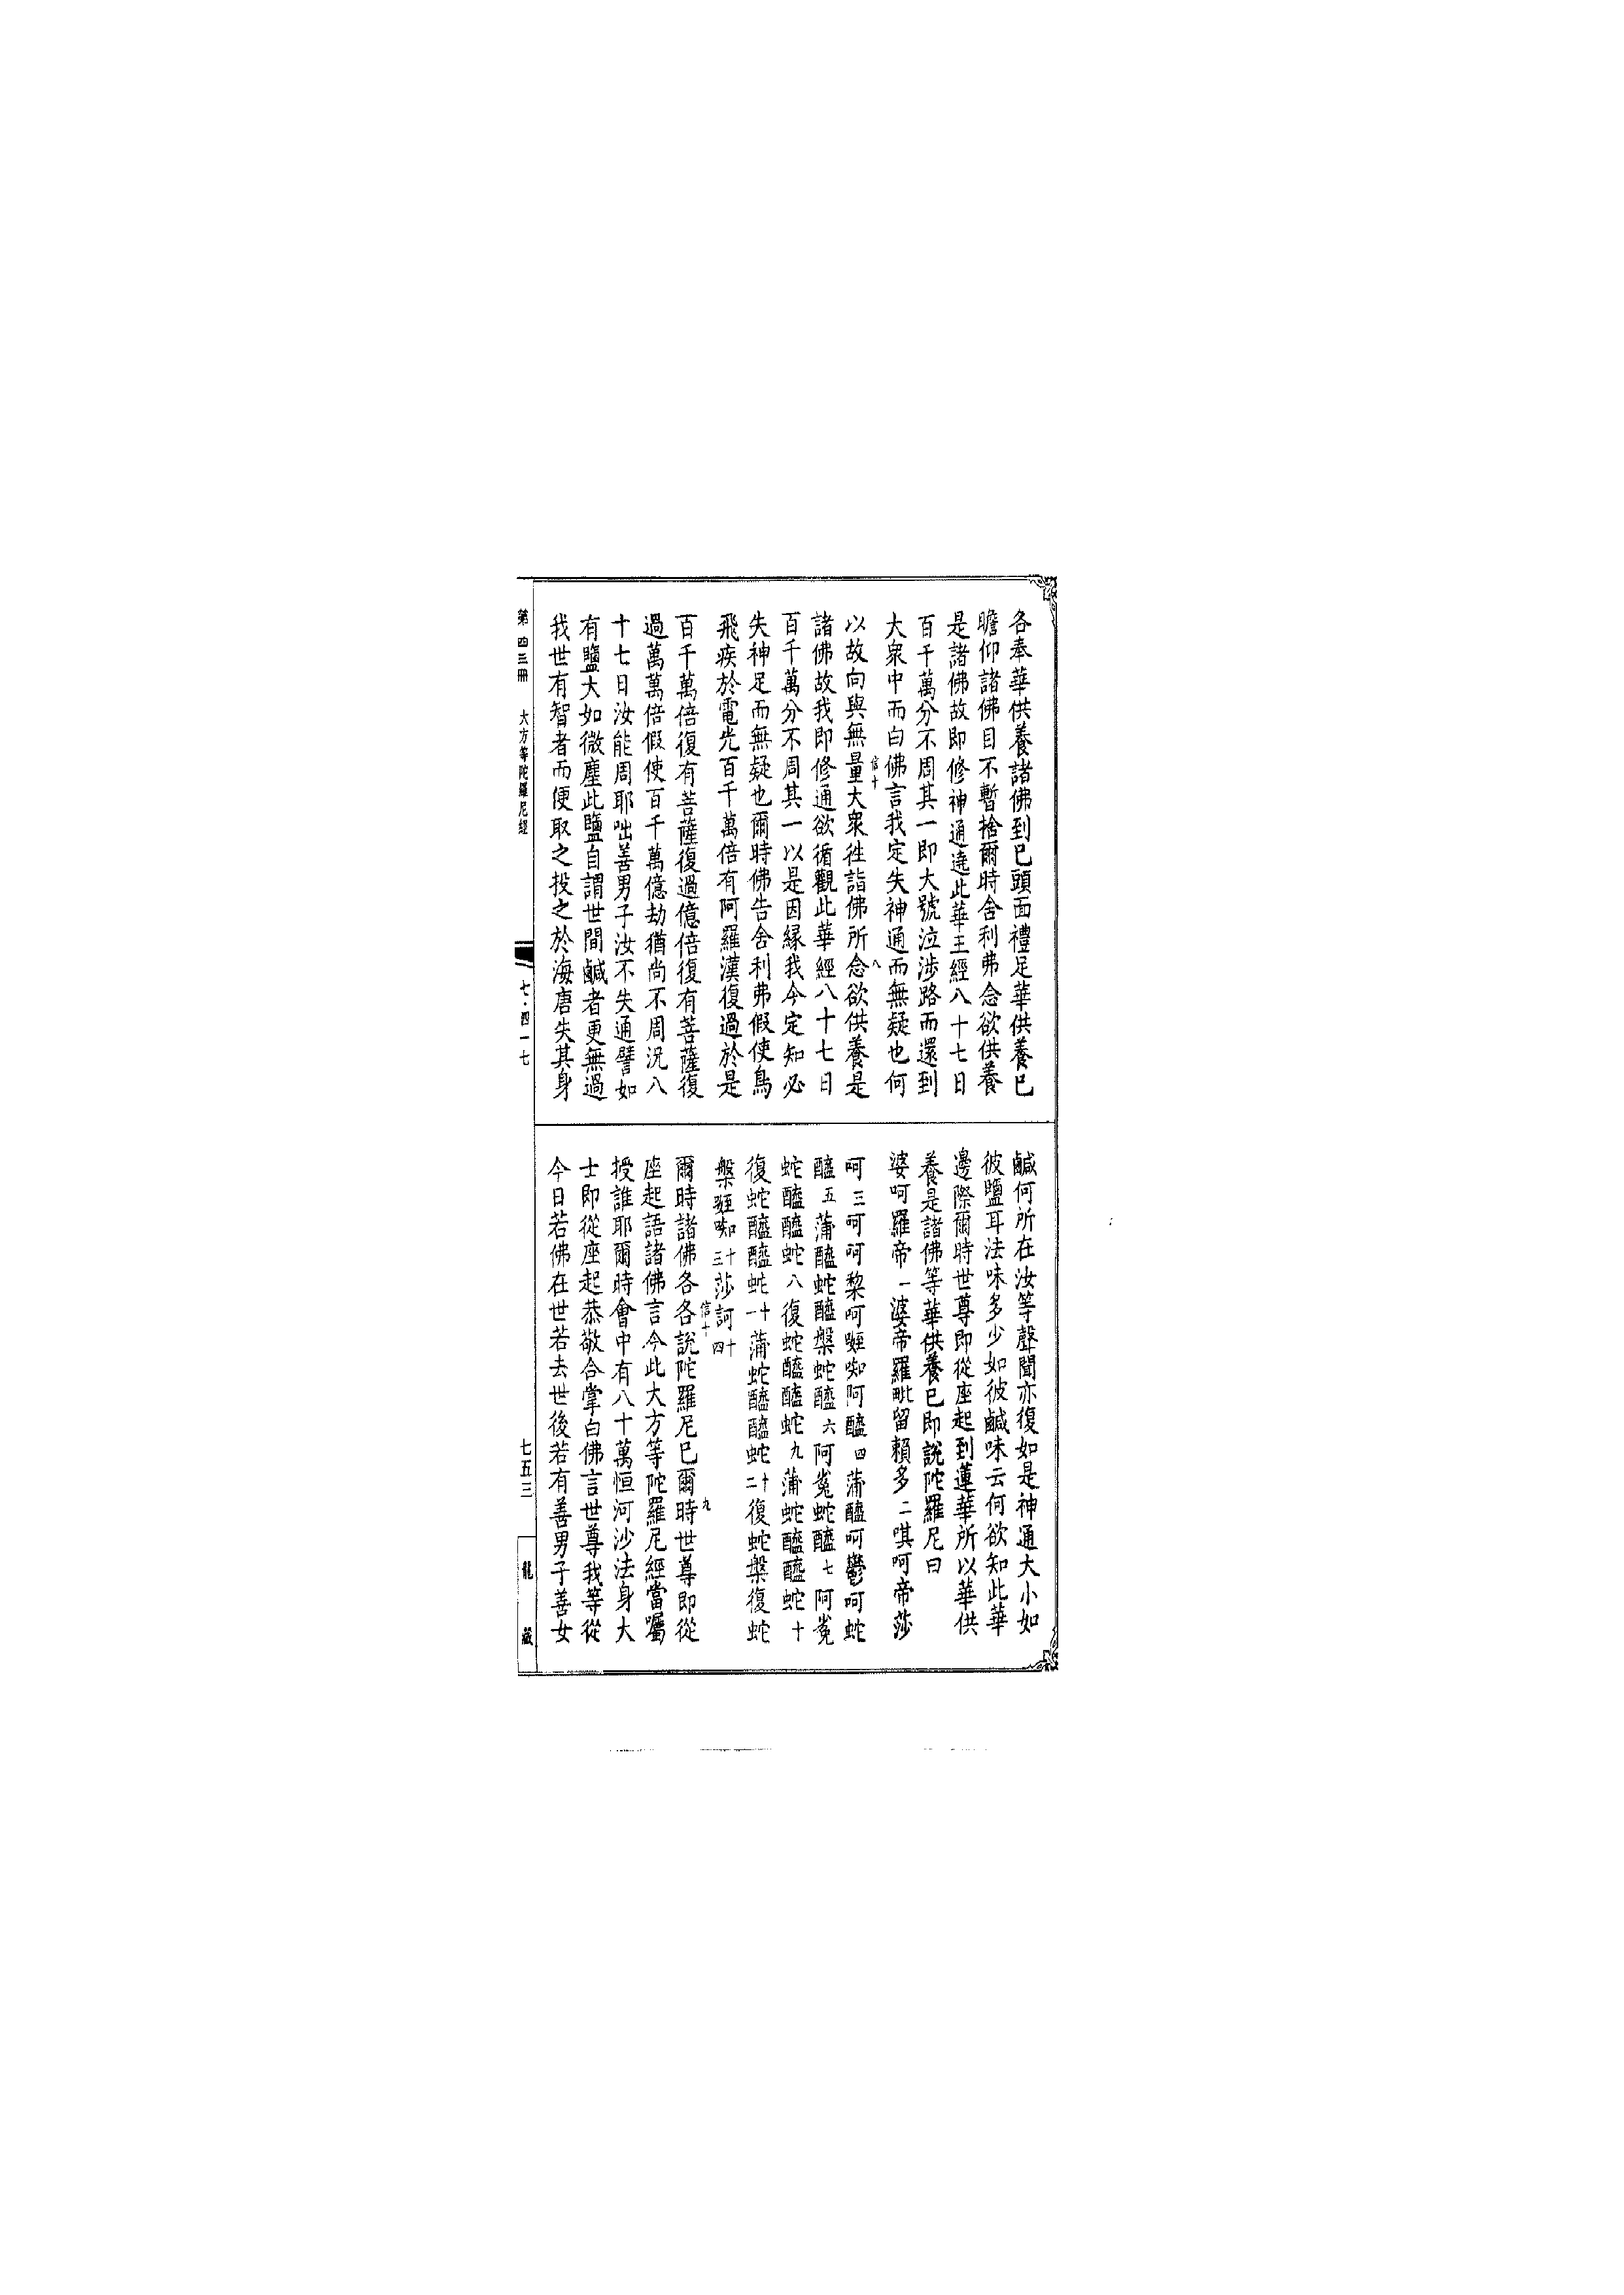 各奉華供養諸佛到已頭面禮足華供養已
瞻仰諸佛目不暫捨爾時舍利弗念欲供養
是諸佛故即修神通遶此華王經八十七日
百千萬分不周其一即大號泣涉路而還到
大衆中而白佛言我定失神通而無疑也何
信十
八
以故向與無量大衆徃詣佛所念欲供養是
諸佛故我即修通欲循觀此華經八十七日
百千萬分不周其一以是因緣我今定知必
失神足而無疑也爾時佛告舍利弗假使鳥
飛疾於電光百千萬倍有阿羅漢復過於是
百千萬倍復有菩薩復過億倍復有菩薩復
過萬萬倍假使百千萬億劫猶尚不周況八
十七日汝能周耶咄善男子汝不失通譬如
有鹽大如微塵此鹽自謂世間鹹者更無過
我世有智者而便取之投之於海唐失其身
鹹何所在汝等聲聞亦復如是神通大小如
彼鹽耳法味多少如彼鹹味云何欲知此華
邊際爾時世尊即從座起到蓮華所以華供
養是諸佛等華供養已即說陀羅尼曰
婆呵羅帝一婆帝羅毗留賴多二唭呵帝莎
呵三呵呵黎呵啞啝阿醯四蒲醯呵鬱呵蛇
醯五蒲醯蛇醯槃蛇醯六阿㝹蛇醯七阿㝹
蛇醯醯蛇八復蛇醯醯蛇九蒲蛇醯醯蛇十
復蛇醯醯蛇十一蒲蛇醯醯蛇十二復蛇槃復蛇
槃啞啝十三莎訶十四
信十
九
爾時諸佛各各說陀羅尼已爾時世尊即從
座起語諸佛言今此大方等陀羅尼經當囑
授誰耶爾時會中有八十萬恒河沙法身大
士即從座起恭敬合掌白佛言世尊我等從
今日若佛在世若去世後若有善男子善女
第四三冊 大方等陀羅尼經 七·四一七 七五三 龍藏